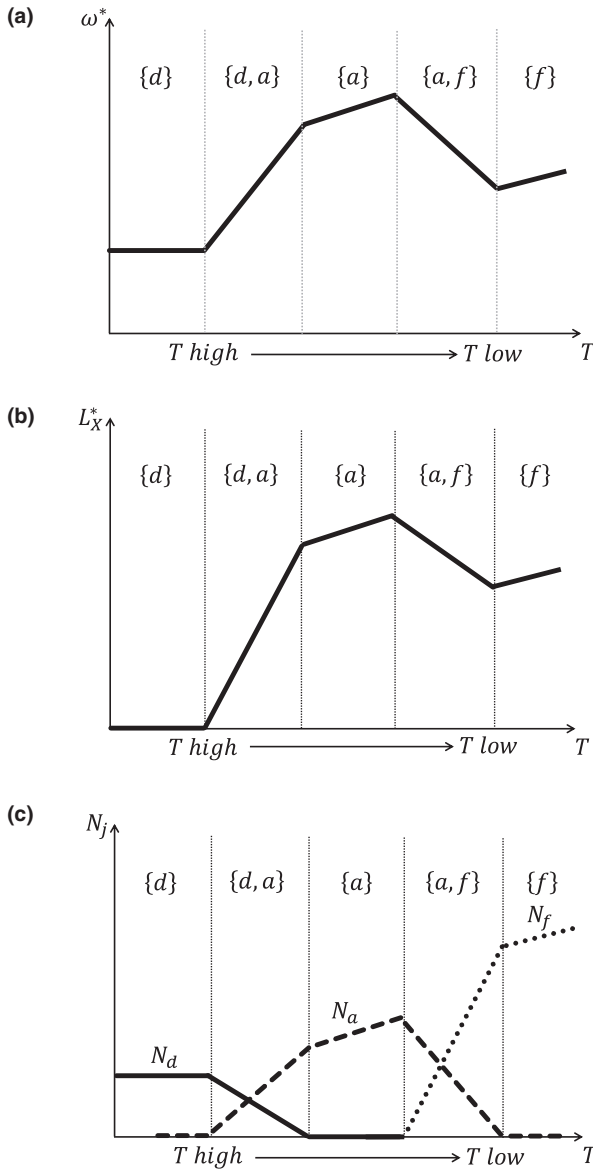 (a)
ω*
{d} {d, a} {a} {a, f} {f}
T high T low T
(b)
L*X
{d} {d, a} {a} {a, f} {f}
T high T low T
(c)
Nj
{d} {d, a} {a} {a, f} {f}
Nf
Na
Nd
T high T low T